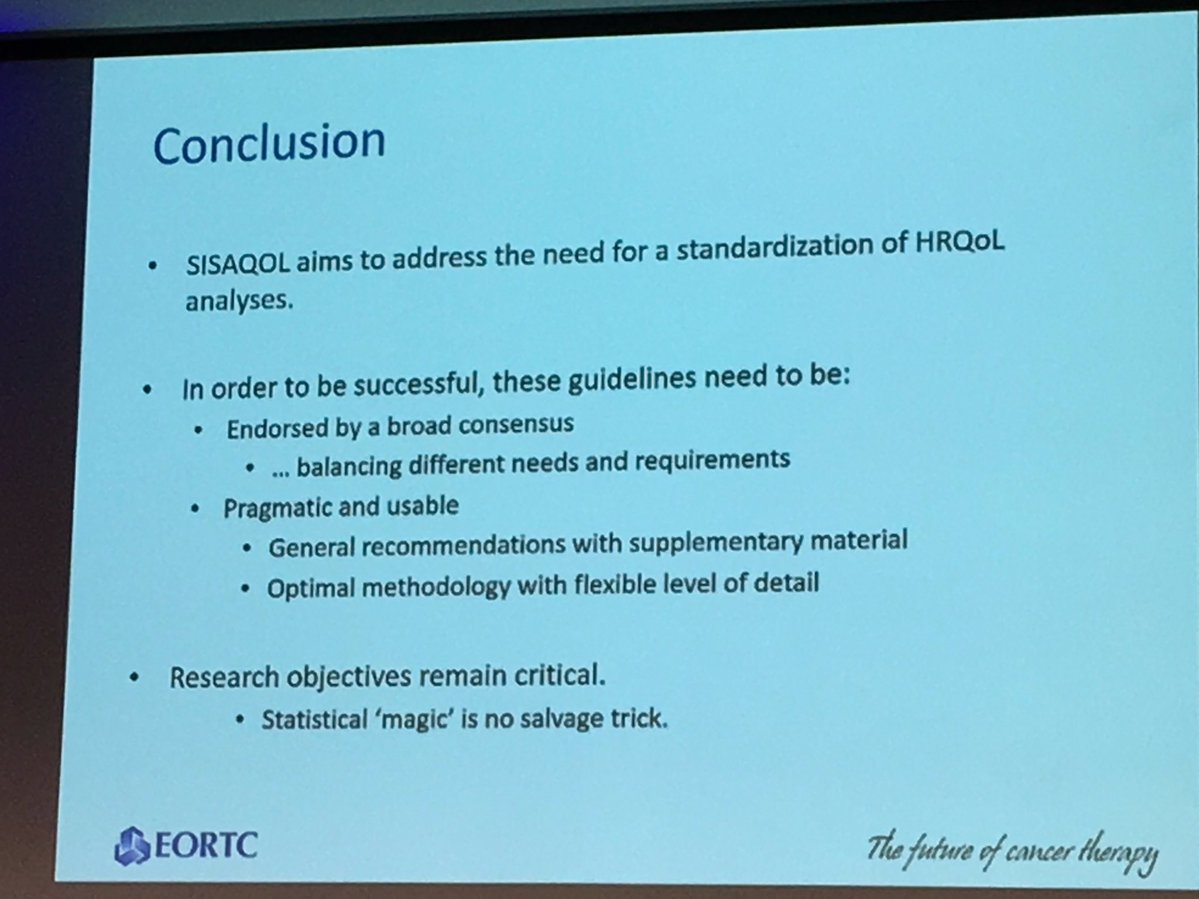 Conclusion
• SISAQOL aims to address the need for a standardization of HRQoL
analyses.
• In order to be successful, these guidelines need to be:
• Endorsed by a broad consensus
• ... balancing different needs and requirements
• Pragmatic and usable
• General recommendations with supplementary material
• Optimal methodology with flexible level of detail
• Research objectives remain critical.
• Statistical ‘magic’ is no salvage trick.
EORTC
The future of cancer therapy